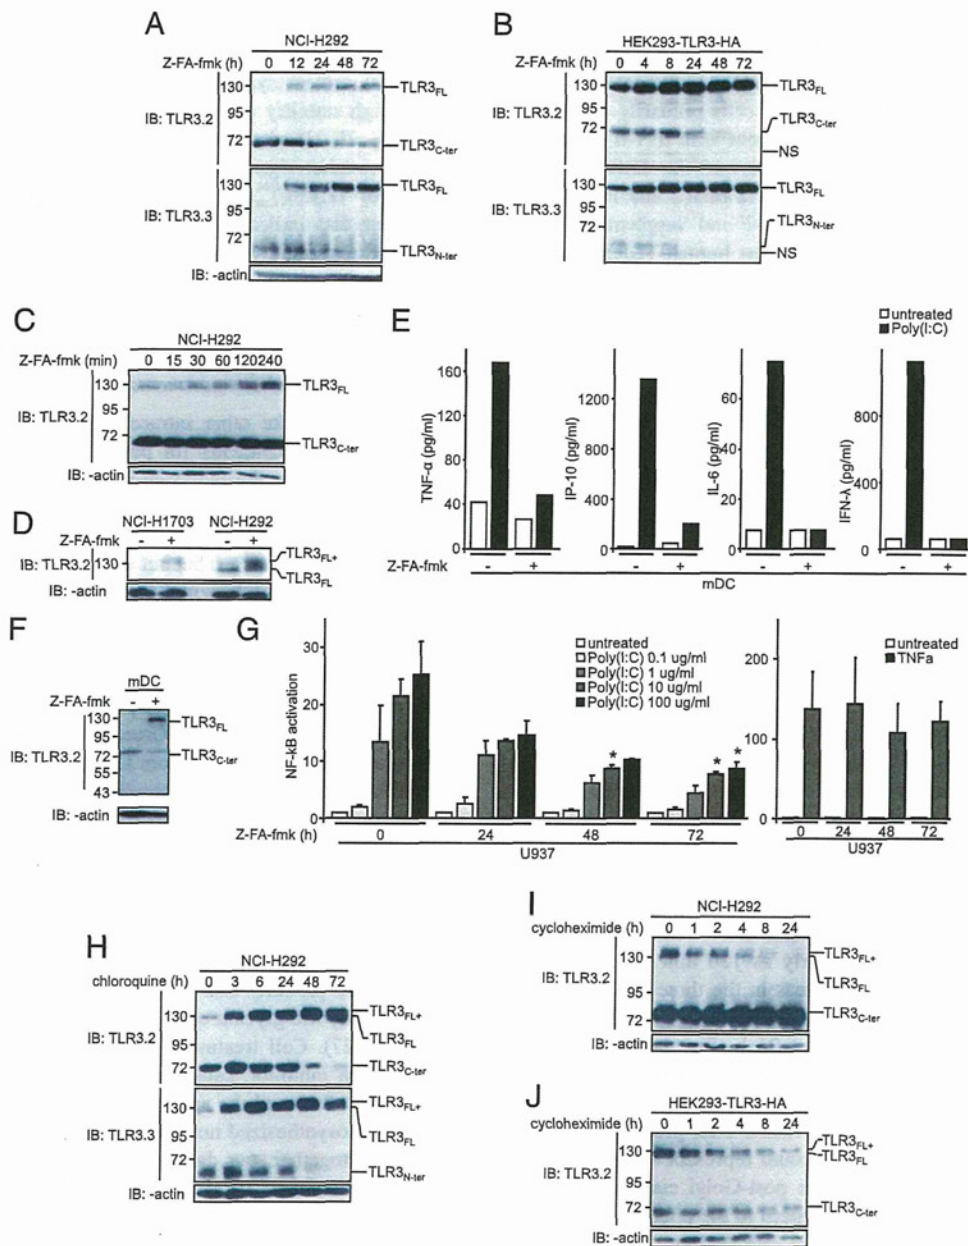 A
NCI-H292
Z-FA-fmk (h) 0 12 24 48 72
IB: TLR3.2
130
95
72
TLR3FL
TLR3C-ter
IB: TLR3.3
130
95
72
TLR3FL
TLR3N-ter
IB: -actin
B
HEK293-TLR3-HA
Z-FA-fmk (h) 0 4 8 24 48 72
IB: TLR3.2
130
95
72
TLR3FL
TLR3C-ter
NS
IB: TLR3.3
130
95
72
TLR3FL
TLR3N-ter
NS
C
NCI-H292
Z-FA-fmk (min) 0 15 30 60 120 240
IB: TLR3.2
130
95
72
TLR3FL
TLR3C-ter
IB: -actin
D
NCI-H1703 NCI-H292
Z-FA-fmk - + - +
IB: TLR3.2 130
TLR3FL+
TLR3FL
IB: -actin
E
untreated
Poly(I:C)
TNF-α (pg/ml)
160
120
80
40
0
IP-10 (pg/ml)
1200
800
400
0
IL-6 (pg/ml)
75
50
25
0
IFN-λ (pg/ml)
800
400
0
Z-FA-fmk - + - + - + - +
mDC
F
mDC
Z-FA-fmk - +
IB: TLR3.2
130
95
72
55
43
TLR3FL
TLR3C-ter
IB: -actin
G
NF-kB activation
30
20
10
0
untreated
Poly(I:C) 0.1 ug/ml
Poly(I:C) 1 ug/ml
Poly(I:C) 10 ug/ml
Poly(I:C) 100 ug/ml
* * *
Z-FA-fmk (h) 0 24 48 72
U937
untreated
TNFa
200
100
0
0 24 48 72
U937
H
NCI-H292
chloroquine (h) 0 3 6 24 48 72
IB: TLR3.2
130
95
72
TLR3FL+
TLR3FL
TLR3C-ter
IB: TLR3.3
130
95
72
TLR3FL+
TLR3FL
TLR3N-ter
IB: -actin
I
NCI-H292
cycloheximide (h) 0 1 2 4 8 24
IB: TLR3.2
130
95
72
TLR3FL+
TLR3FL
TLR3C-ter
IB: -actin
J
HEK293-TLR3-HA
cycloheximide (h) 0 1 2 4 8 24
IB: TLR3.2
130
95
72
TLR3FL+
TLR3FL
TLR3C-ter
IB: -actin